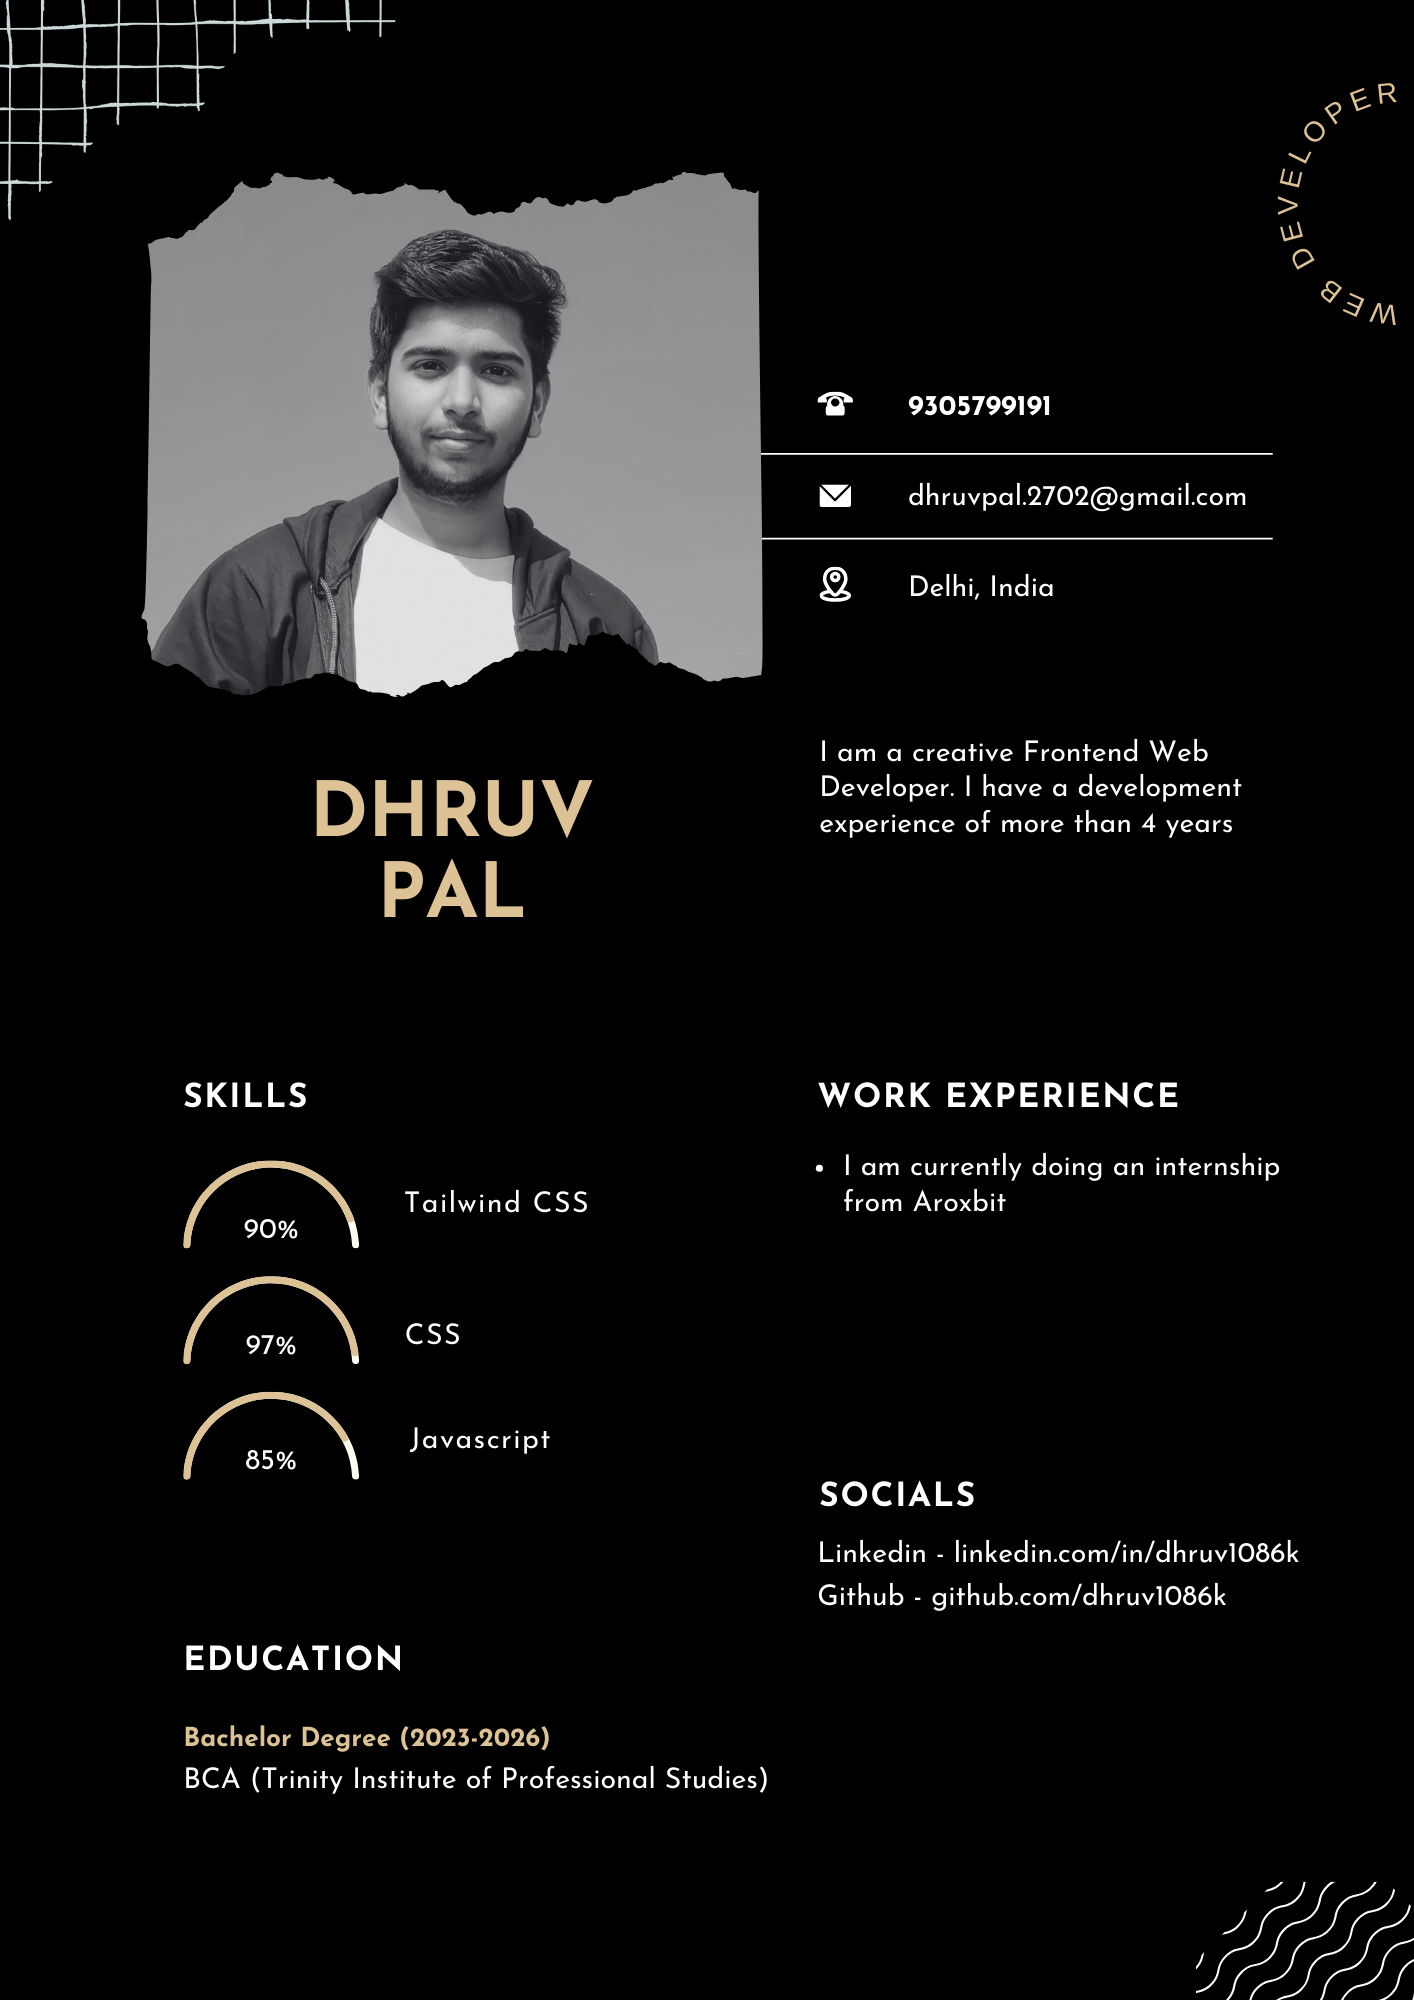 WEB DEVELOPER
9305799191
dhruvpal.2702@gmail.com
Delhi, India
DHRUV
PAL
I am a creative Frontend Web
Developer. I have a development
experience of more than 4 years
SKILLS
90%
Tailwind CSS
97%
CSS
85%
Javascript
WORK EXPERIENCE
• I am currently doing an internship
from Aroxbit
SOCIALS
Linkedin - linkedin.com/in/dhruv1086k
Github - github.com/dhruv1086k
EDUCATION
Bachelor Degree (2023-2026)
BCA (Trinity Institute of Professional Studies)